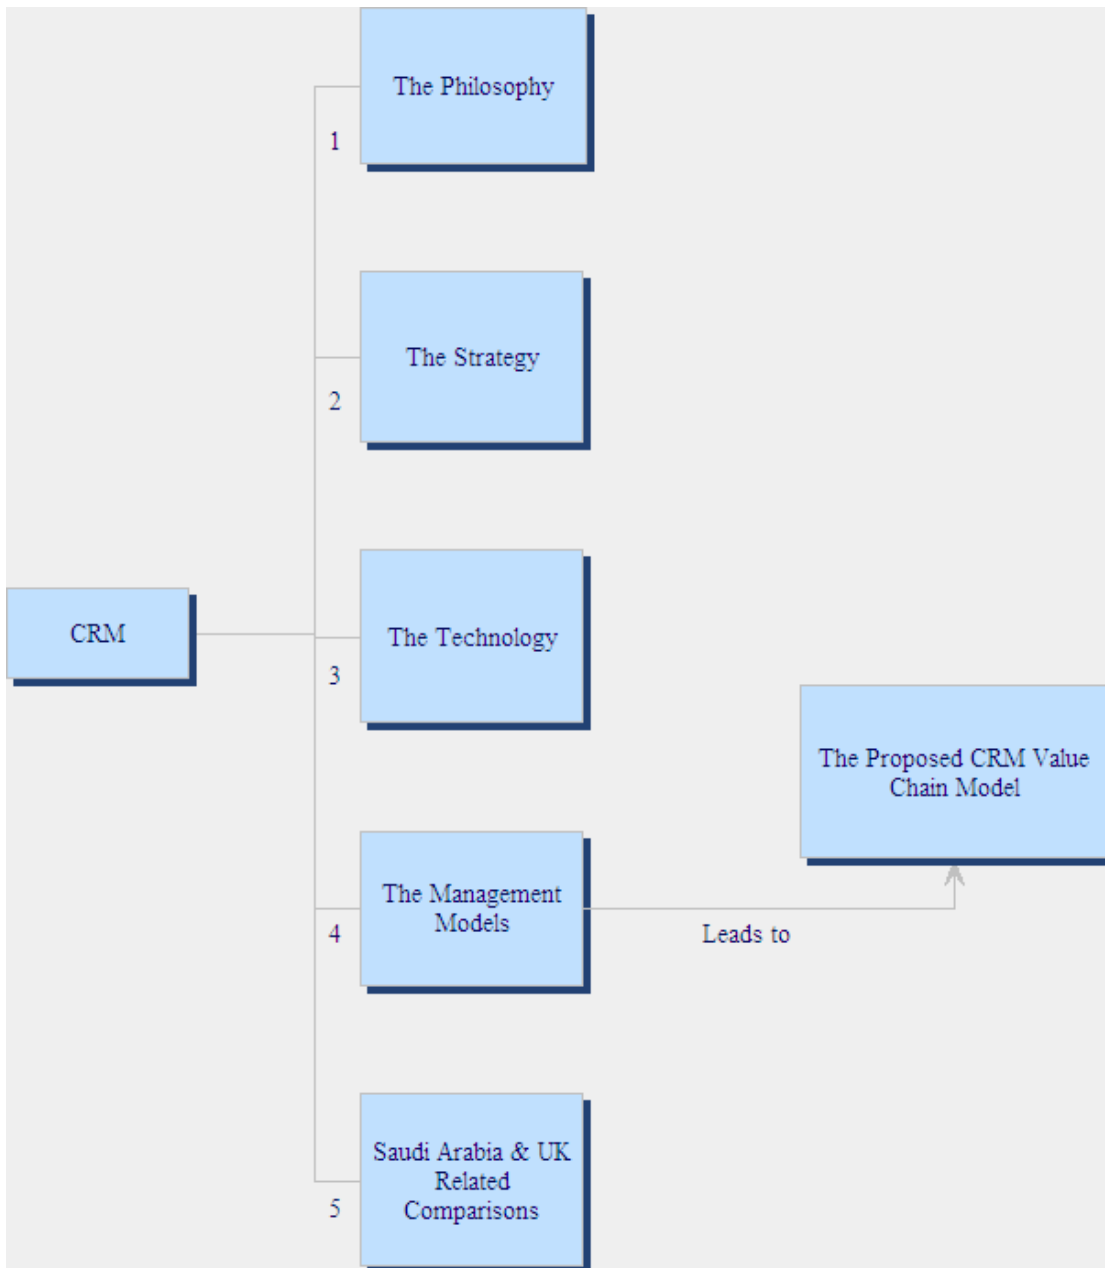 The Philosophy
1
The Strategy
2
CRM
The Technology
3
The Proposed CRM Value
Chain Model
The Management
Models
4
Leads to
Saudi Arabia & UK
Related
Comparisons
5